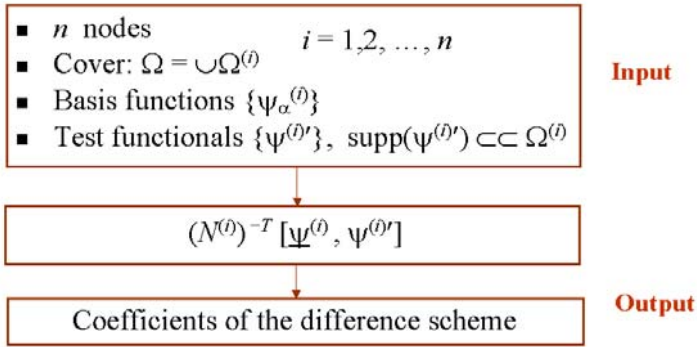 ▪ n nodes i = 1,2, ..., n
▪ Cover: Ω = ∪Ω⁽ⁱ⁾
▪ Basis functions {ψ_α⁽ⁱ⁾}
Input
▪ Test functionals {ψ⁽ⁱ⁾′}, supp(ψ⁽ⁱ⁾′) ⊂⊂ Ω⁽ⁱ⁾
(N⁽ⁱ⁾)⁻ᵀ [ψ̲⁽ⁱ⁾, ψ⁽ⁱ⁾′]
Output
Coefficients of the difference scheme